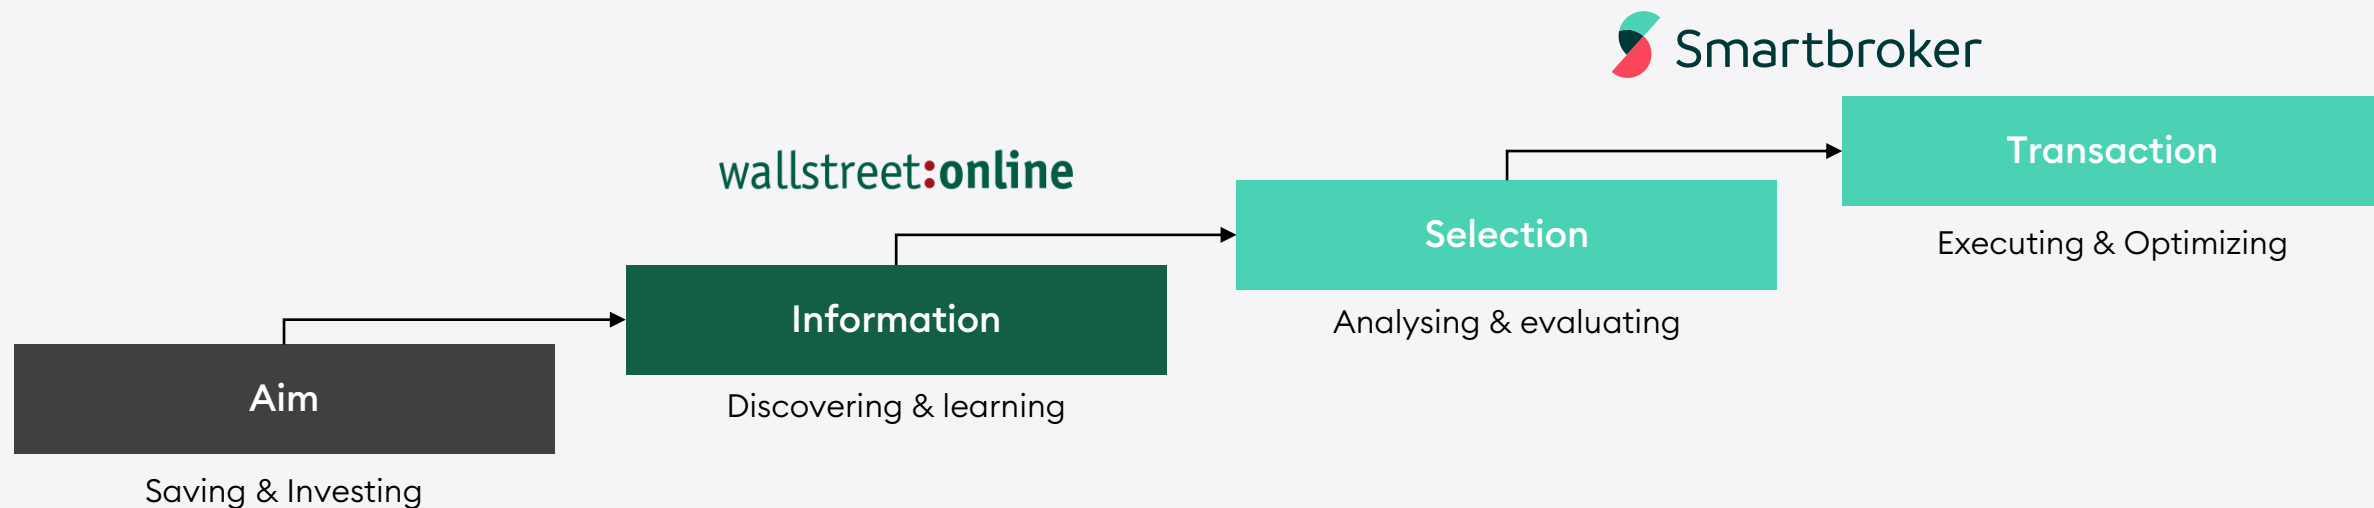 Smartbroker
Transaction
Executing & Optimizing
wallstreet:online
Selection
Analysing & evaluating
Information
Discovering & learning
Aim
Saving & Investing